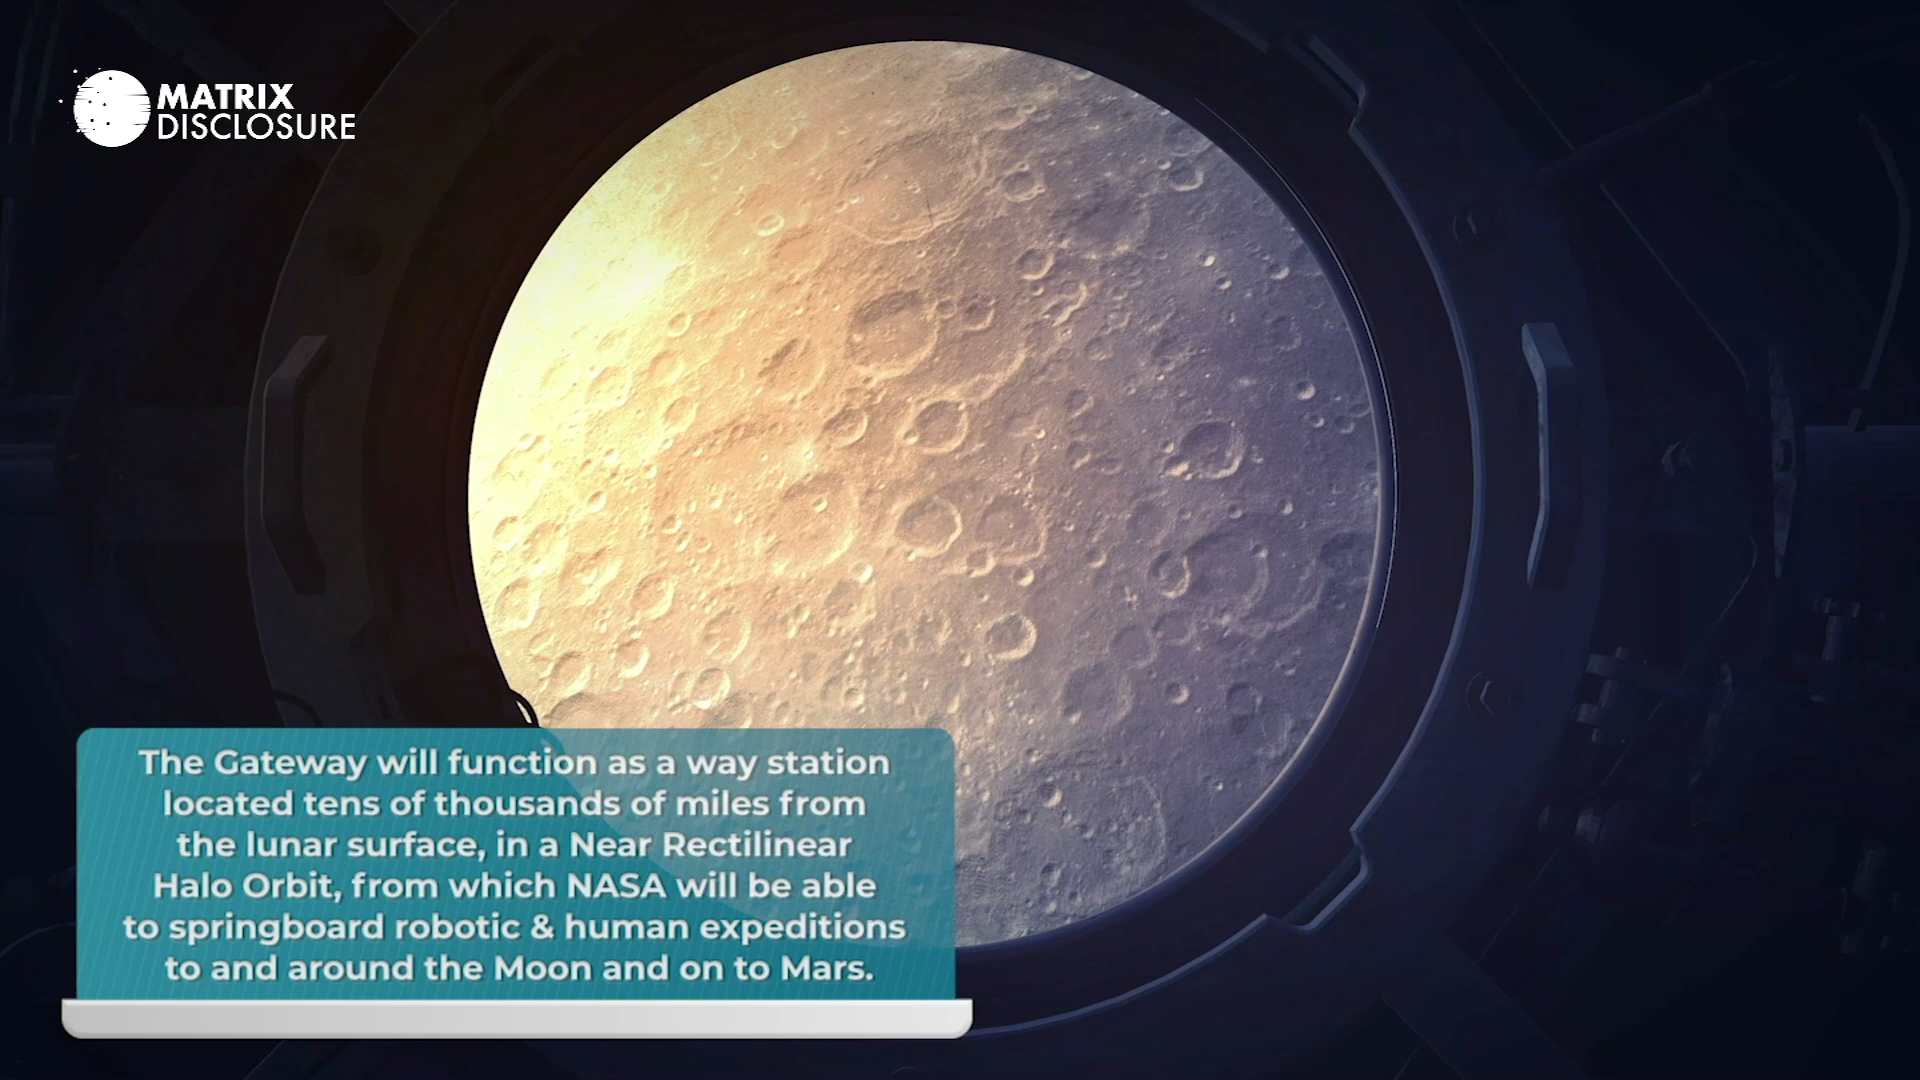 MATRIX
DISCLOSURE
The Gateway will function as a way station
located tens of thousands of miles from
the lunar surface, in a Near Rectilinear
Halo Orbit, from which NASA will be able
to springboard robotic & human expeditions
to and around the Moon and on to Mars.